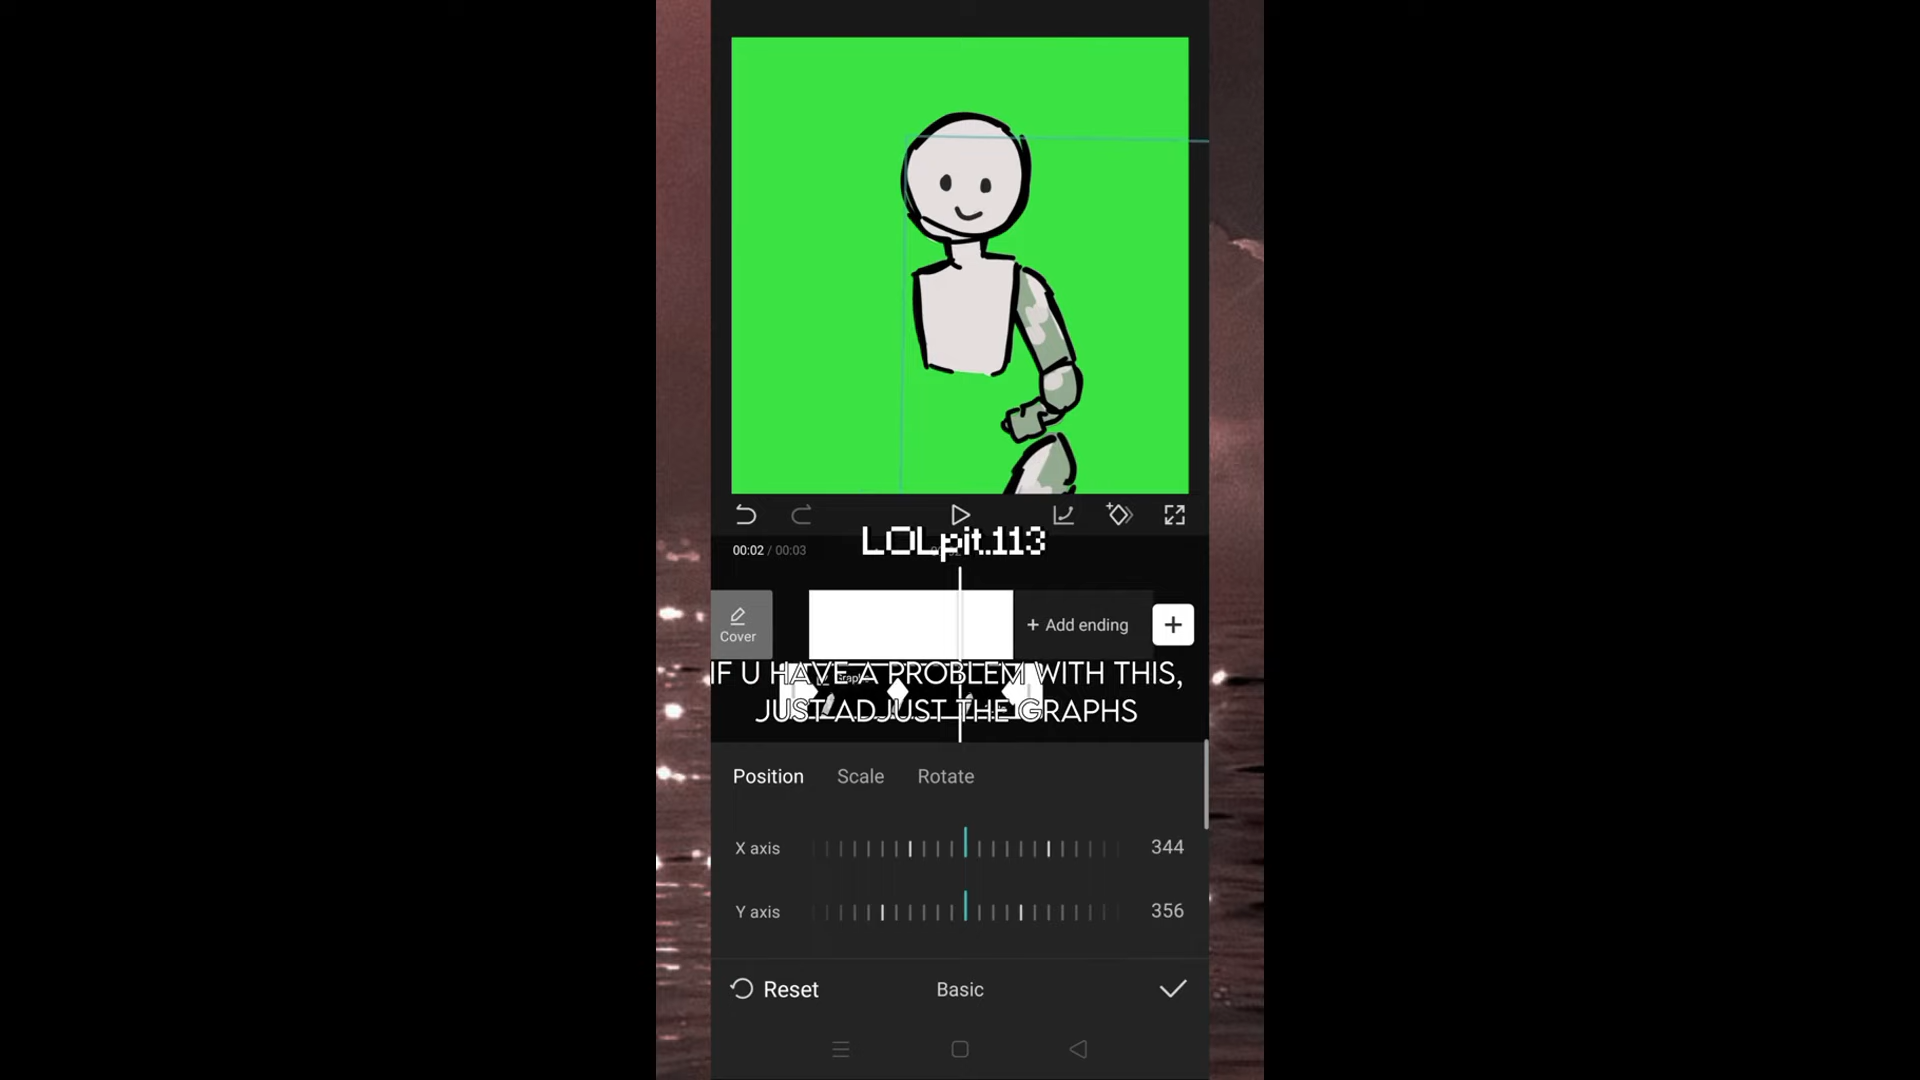 LOLpit.113
00:02 / 00:03
Cover
+ Add ending
IF U HAVE A PROBLEM WITH THIS,
JUST ADJUST THE GRAPHS
Position Scale Rotate
X axis 344
Y axis 356
Reset Basic